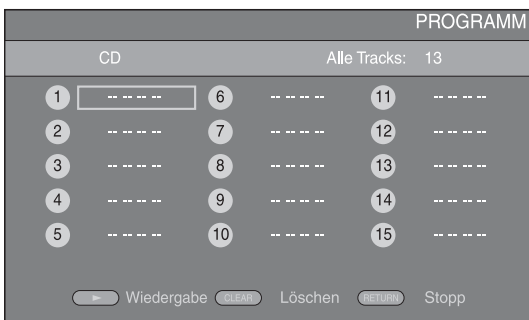 PROGRAMM
CD Alle Tracks: 13
1 -- -- -- -- 6 -- -- -- -- 11 -- -- -- --
2 -- -- -- -- 7 -- -- -- -- 12 -- -- -- --
3 -- -- -- -- 8 -- -- -- -- 13 -- -- -- --
4 -- -- -- -- 9 -- -- -- -- 14 -- -- -- --
5 -- -- -- -- 10 -- -- -- -- 15 -- -- -- --
Wiedergabe CLEAR Löschen RETURN Stopp